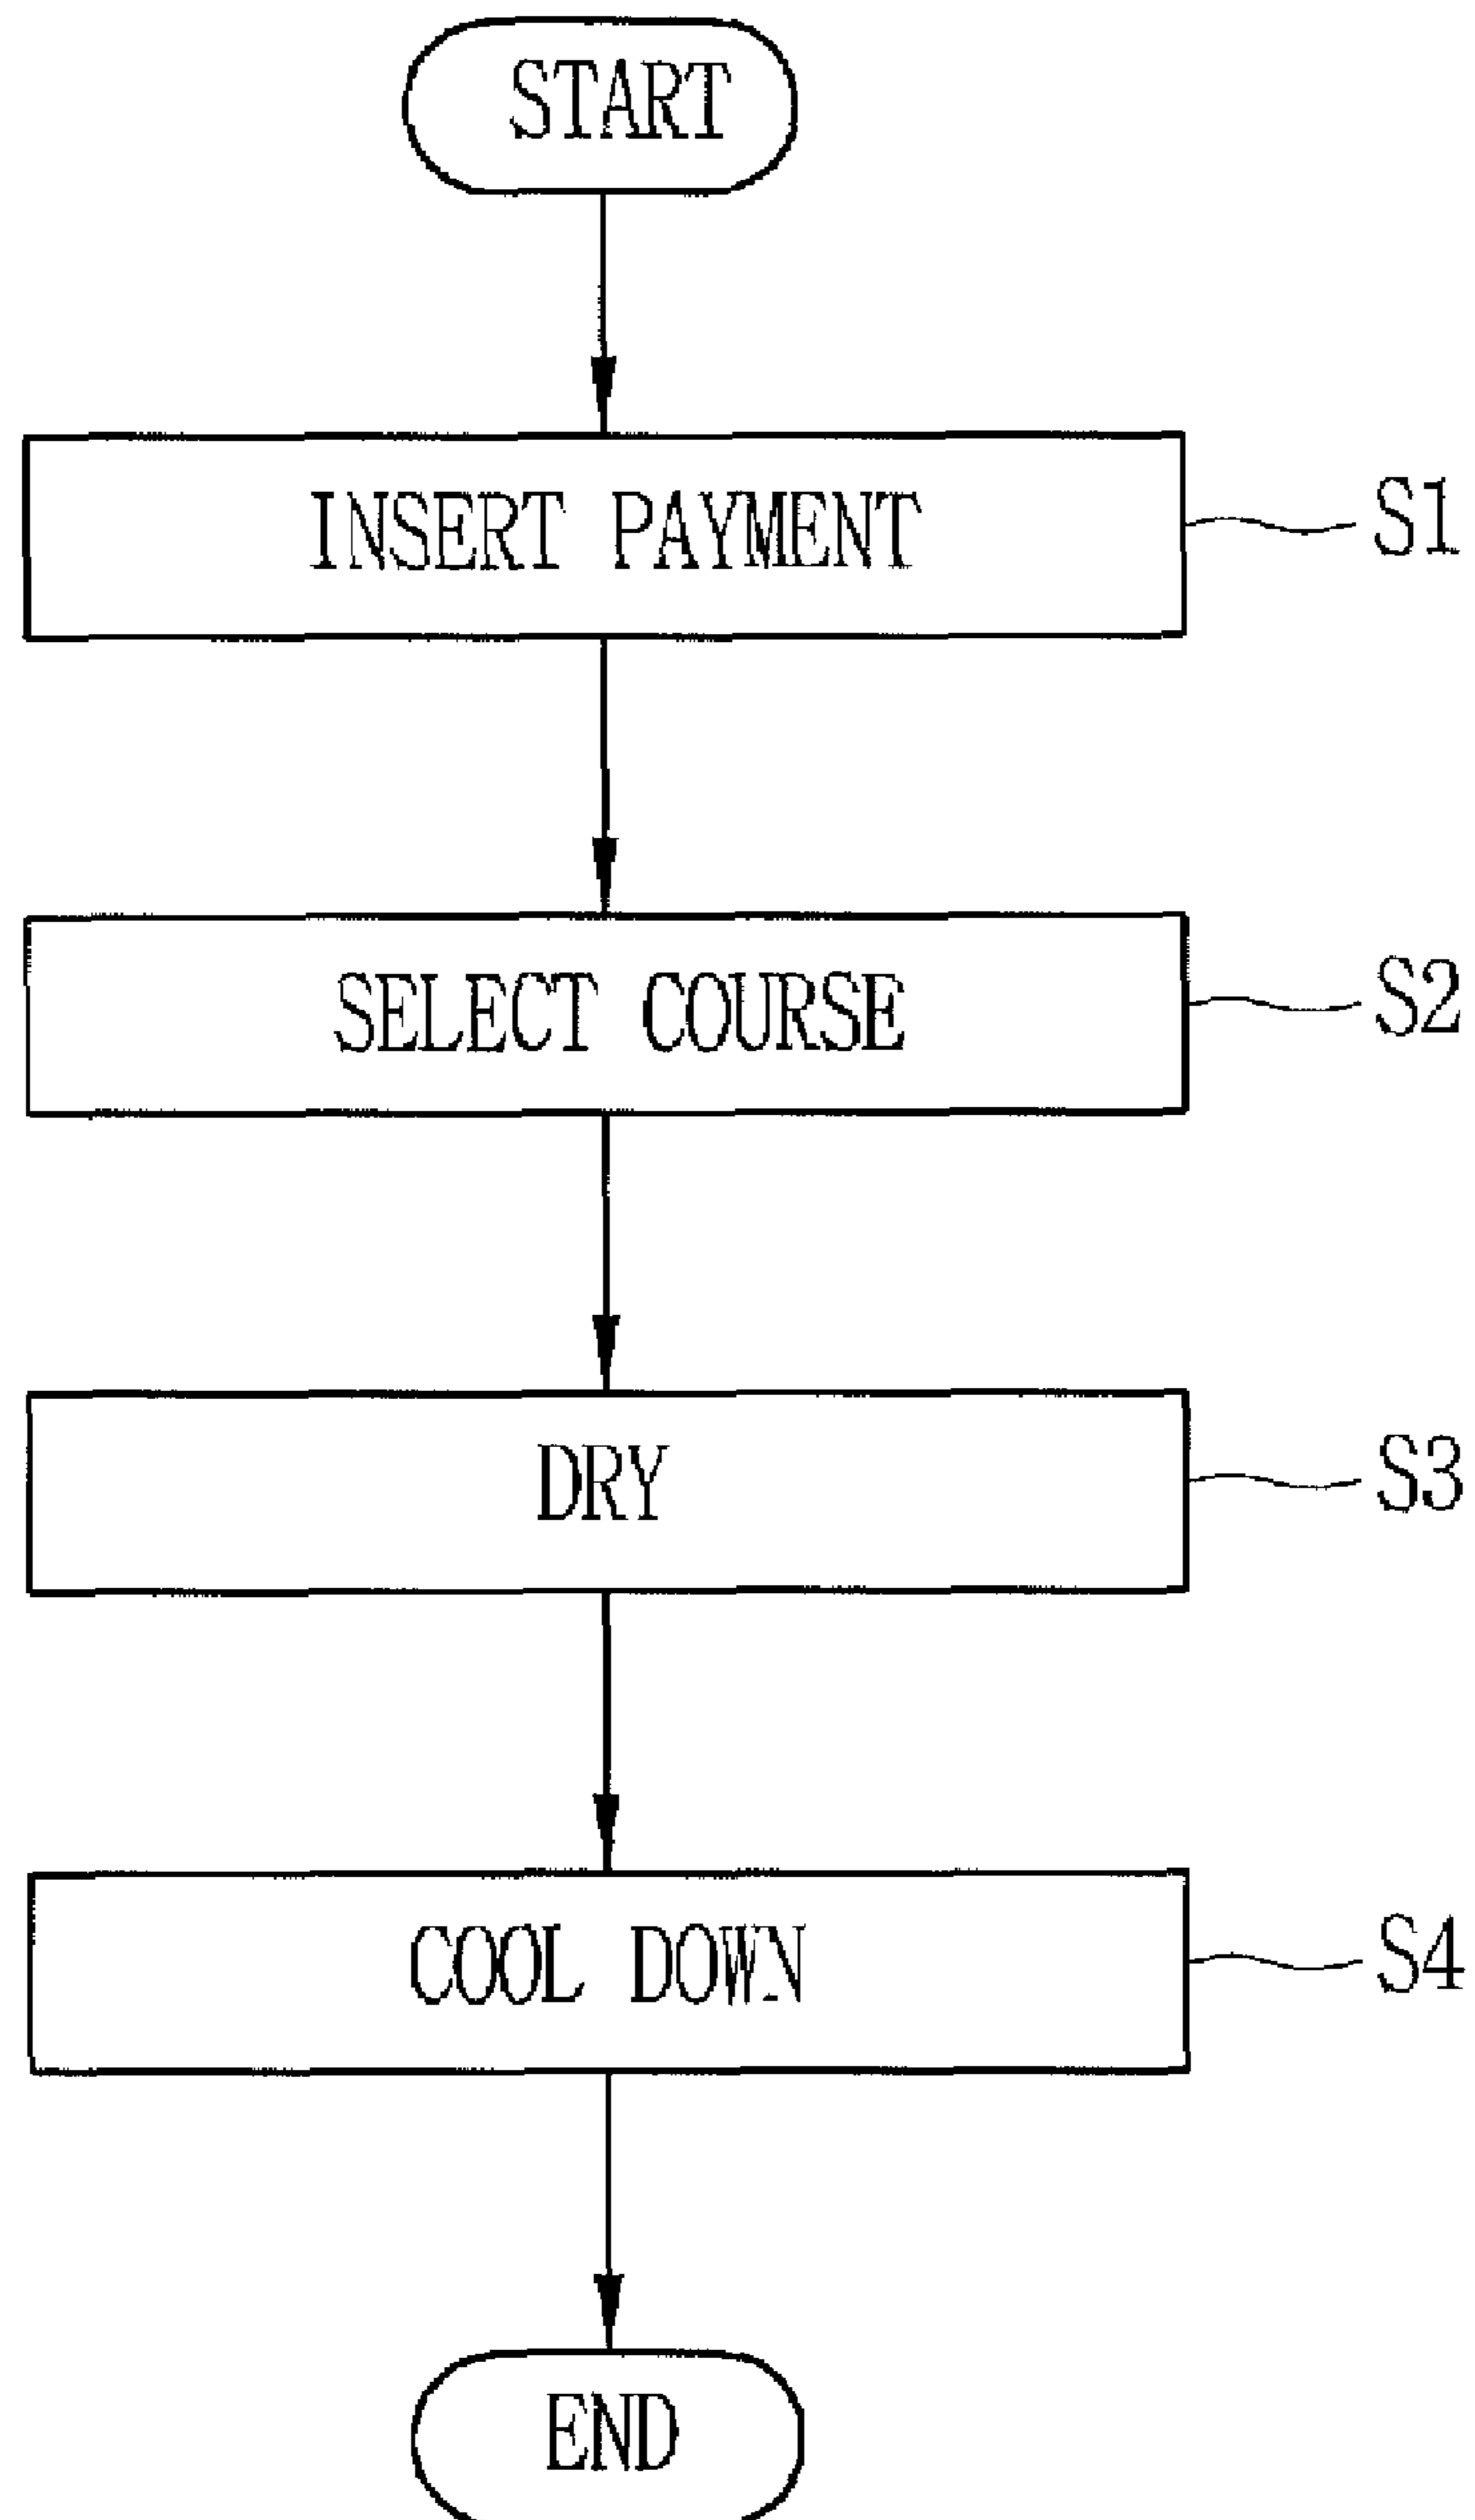 START
INSERT PAYMENT
S1
SELECT COURSE
S2
DRY
S3
COOL DOWN
S4
END